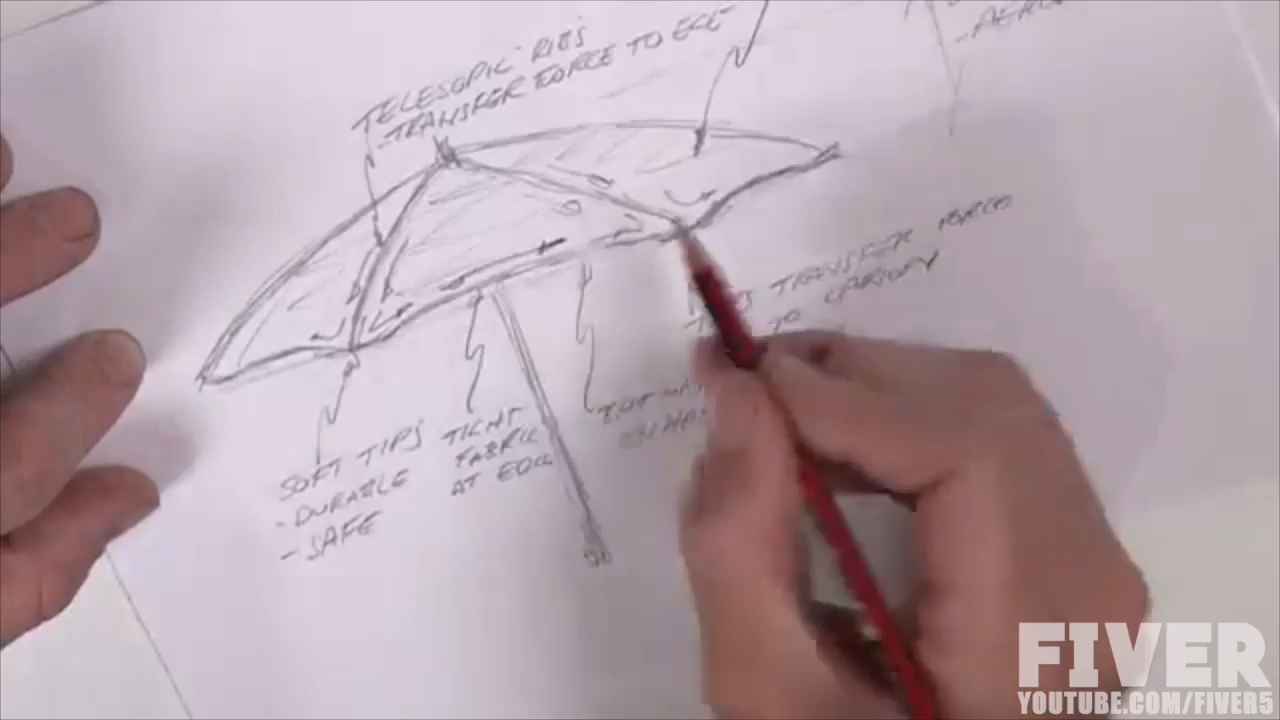 TELESOPIC RIBS
-TRANSFER FORCE TO EDGE
- AERO
TRANSFER FORCE
TO CANOPY
SOFT TIPS
- DURABLE
- SAFE
TIGHT
FABRIC
AT EDGE
FIVER
YOUTUBE.COM/FIVER5